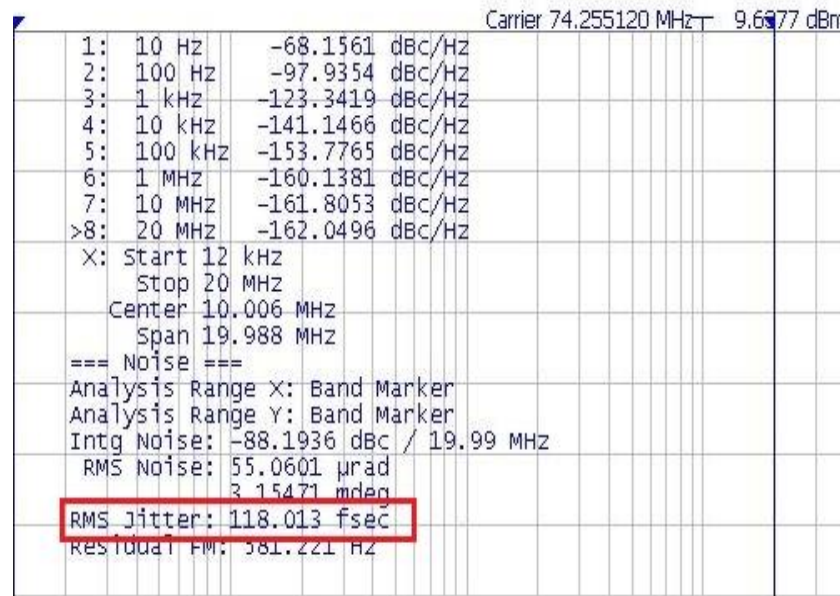 Carrier 74.255120 MHz 9.6977 dBm
1: 10 Hz -68.1561 dBc/Hz
2: 100 Hz -97.9354 dBc/Hz
3: 1 kHz -123.3419 dBc/Hz
4: 10 kHz -141.1466 dBc/Hz
5: 100 kHz -153.7765 dBc/Hz
6: 1 MHz -160.1381 dBc/Hz
7: 10 MHz -161.8053 dBc/Hz
>8: 20 MHz -162.0496 dBc/Hz
X: Start 12 kHz
Stop 20 MHz
Center 10.006 MHz
Span 19.988 MHz
=== Noise ===
Analysis Range X: Band Marker
Analysis Range Y: Band Marker
Intg Noise: -88.1936 dBc / 19.99 MHz
RMS Noise: 55.0601 µrad
3.15471 mdeg
RMS Jitter: 118.013 fsec
Residual FM: 581.221 Hz